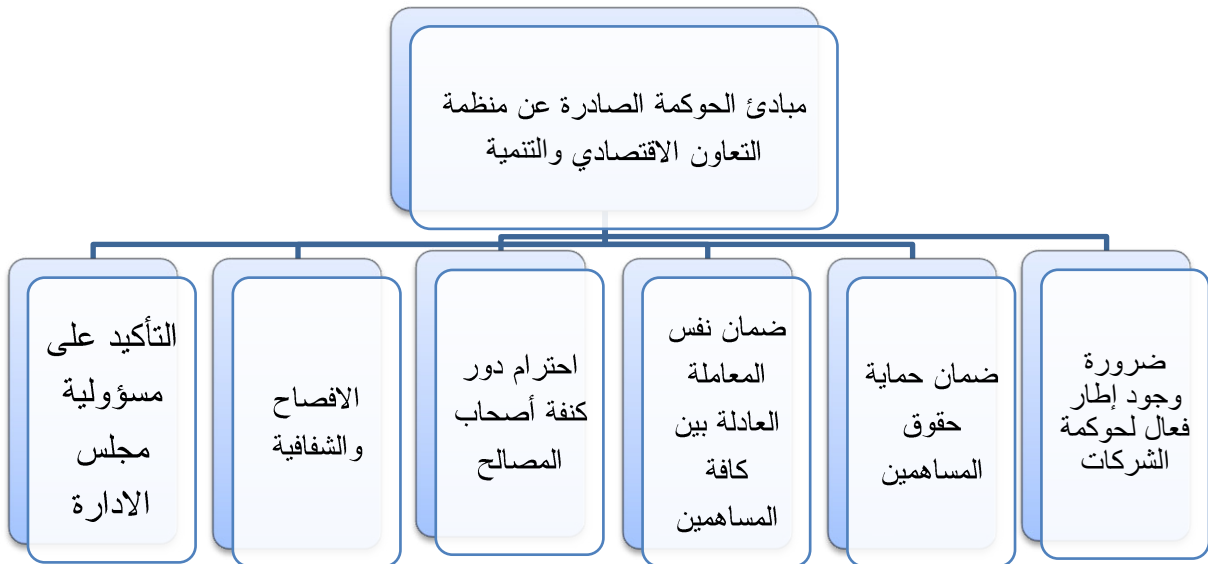 مبادئ الحوكمة الصادرة عن منظمة
التعاون الاقتصادي والتنمية
ضرورة
وجود إطار
فعال لحوكمة
الشركات
ضمان حماية
حقوق
المساهمين
ضمان نفس
المعاملة
العادلة بين
كافة
المساهمين
احترام دور
كنفة أصحاب
المصالح
الافصاح
والشفافية
التأكيد على
مسؤولية
مجلس
الادارة